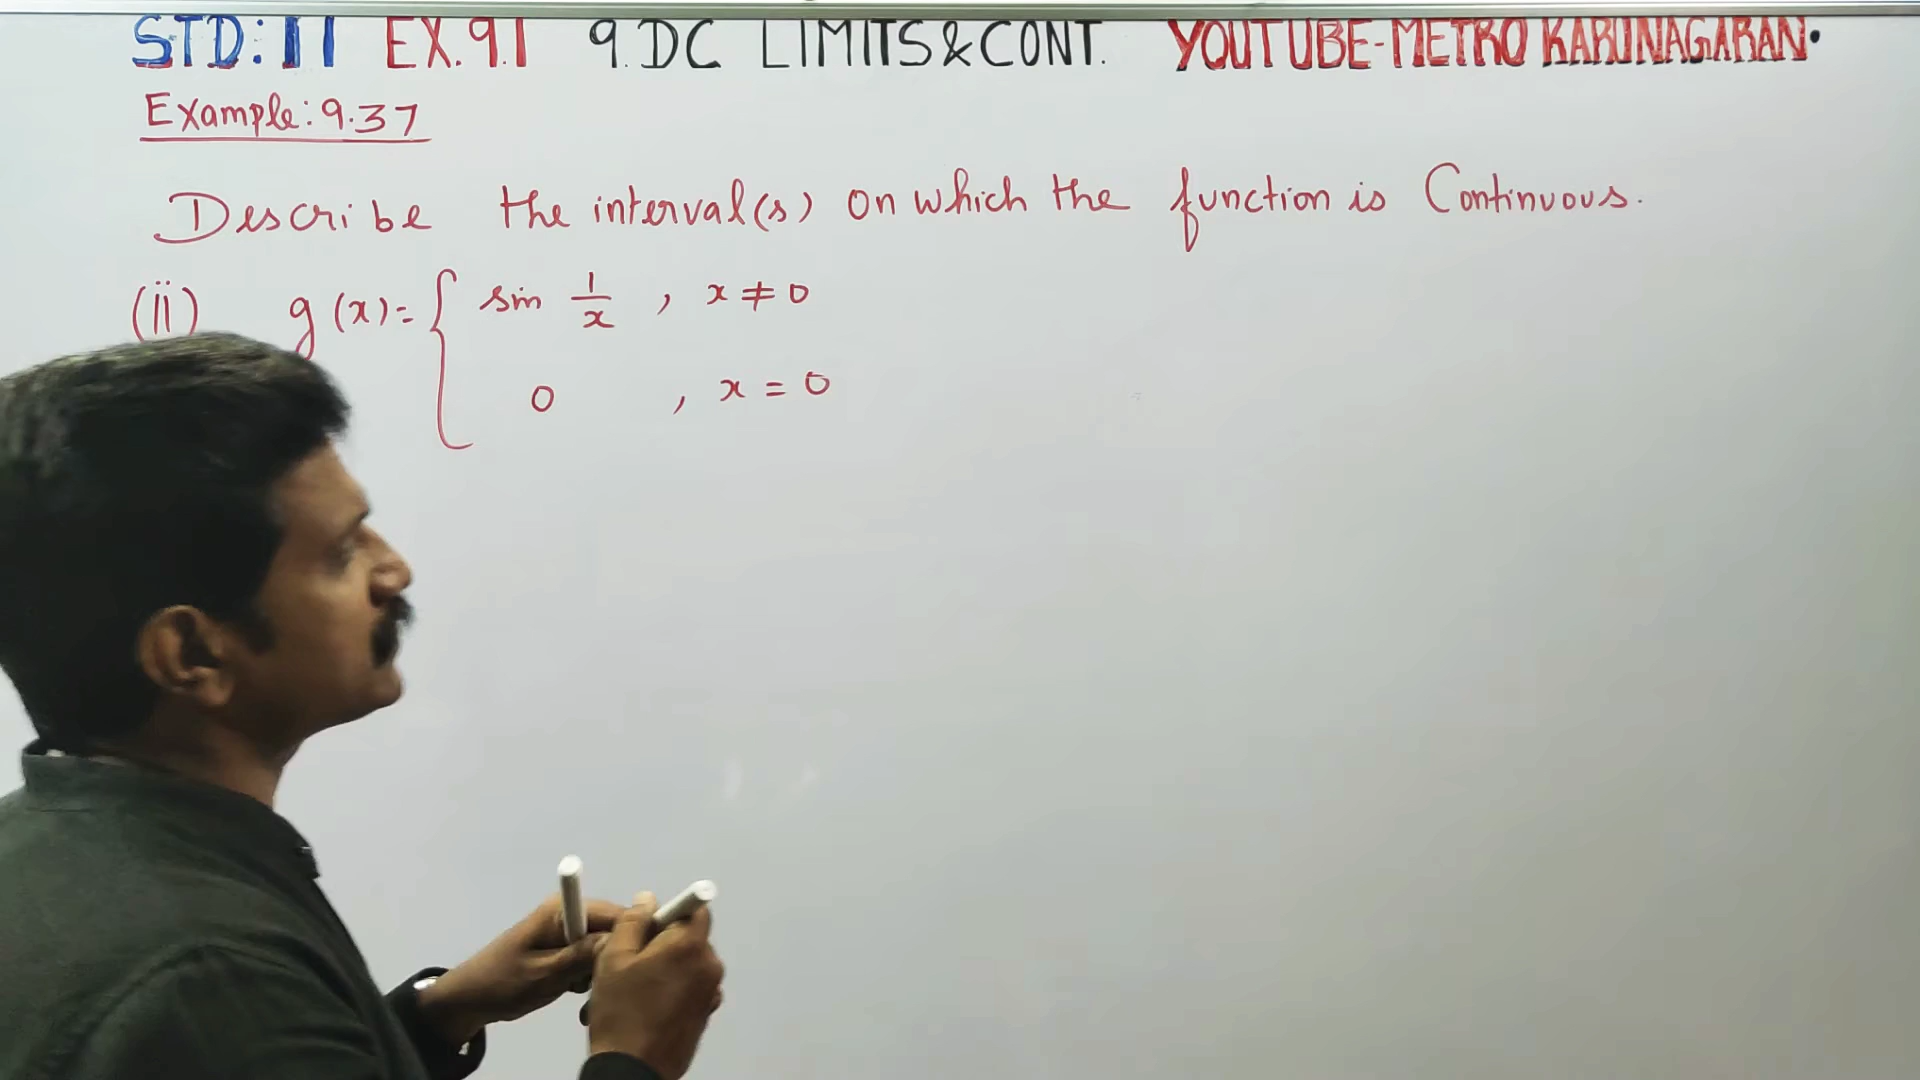 STD: 11 EX.9.1 9.DC LIMITS & CONT. YOUTUBE-METRO KARUNAGARAN.
Example: 9.37
Describe the interval(s) on which the function is Continuous.
(ii) g(x)= { sin 1/x , x ≠ 0
0 , x = 0